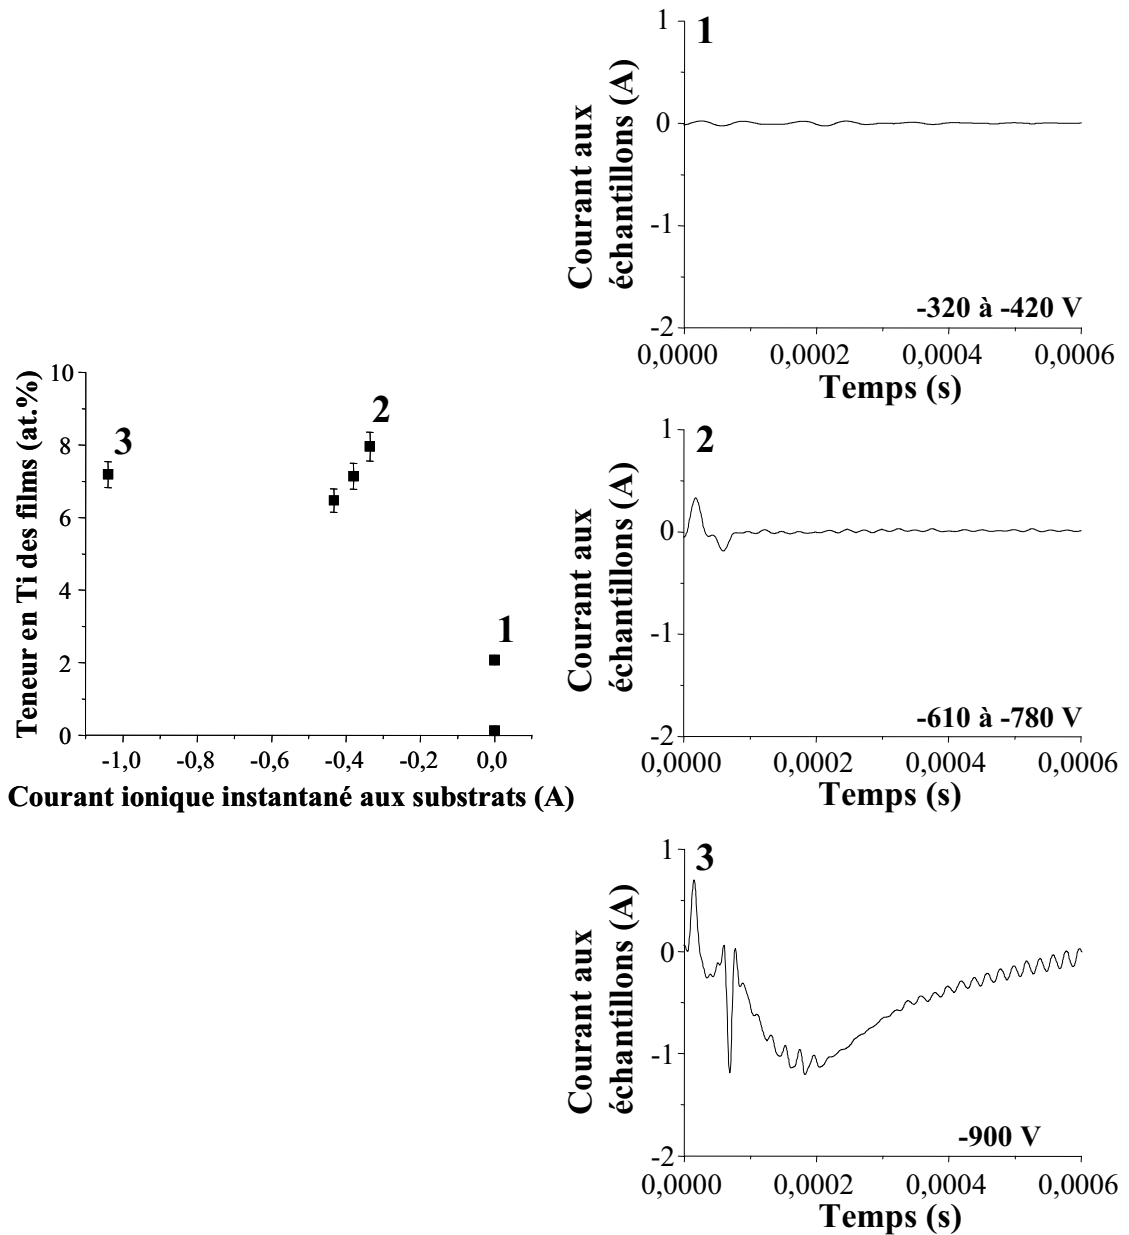 Teneur en Ti des films (at.%)
10
8
6
4
2
0
3
2
1
-1,0 -0,8 -0,6 -0,4 -0,2 0,0
Courant ionique instantané aux substrats (A)
1
Courant aux
échantillons (A)
1
0
-1
-2
-320 à -420 V
0,0000 0,0002 0,0004 0,0006
Temps (s)
2
Courant aux
échantillons (A)
1
0
-1
-2
-610 à -780 V
0,0000 0,0002 0,0004 0,0006
Temps (s)
3
Courant aux
échantillons (A)
1
0
-1
-2
-900 V
0,0000 0,0002 0,0004 0,0006
Temps (s)